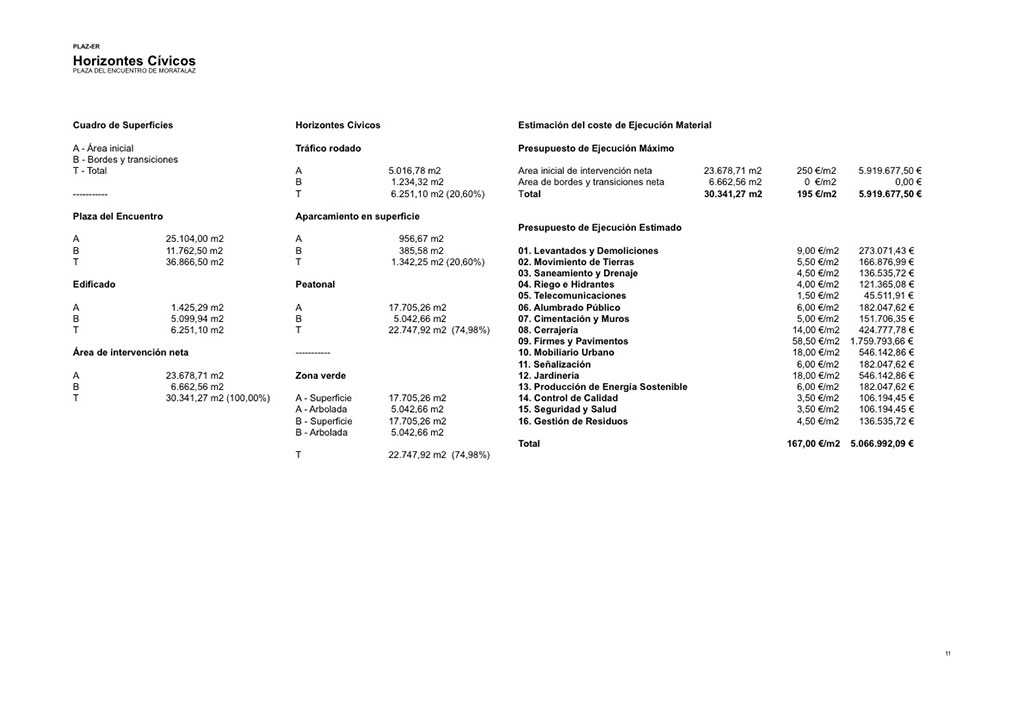 PLAZ-ER
Horizontes Cívicos
PLAZA DEL ENCUENTRO DE MORATALAZ
Cuadro de Superficies
A - Área inicial
B - Bordes y transiciones
T - Total
-----------
Plaza del Encuentro
A 25.104,00 m2
B 11.762,50 m2
T 36.866,50 m2
Edificado
A 1.425,29 m2
B 5.099,94 m2
T 6.251,10 m2
Área de intervención neta
A 23.678,71 m2
B 6.662,56 m2
T 30.341,27 m2 (100,00%)
Horizontes Cívicos
Tráfico rodado
A 5.016,78 m2
B 1.234,32 m2
T 6.251,10 m2 (20,60%)
Aparcamiento en superficie
A 956,67 m2
B 385,58 m2
T 1.342,25 m2 (20,60%)
Peatonal
A 17.705,26 m2
B 5.042,66 m2
T 22.747,92 m2 (74,98%)
-----------
Zona verde
A - Superficie 17.705,26 m2
A - Arbolada 5.042,66 m2
B - Superficie 17.705,26 m2
B - Arbolada 5.042,66 m2
T 22.747,92 m2 (74,98%)
Estimación del coste de Ejecución Material
Presupuesto de Ejecución Máximo
Area inicial de intervención neta 23.678,71 m2 250 €/m2 5.919.677,50 €
Area de bordes y transiciones neta 6.662,56 m2 0 €/m2 0,00 €
Total 30.341,27 m2 195 €/m2 5.919.677,50 €
Presupuesto de Ejecución Estimado
01. Levantados y Demoliciones 9,00 €/m2 273.071,43 €
02. Movimiento de Tierras 5,50 €/m2 166.876,99 €
03. Saneamiento y Drenaje 4,50 €/m2 136.535,72 €
04. Riego e Hidrantes 4,00 €/m2 121.365,08 €
05. Telecomunicaciones 1,50 €/m2 45.511,91 €
06. Alumbrado Público 6,00 €/m2 182.047,62 €
07. Cimentación y Muros 5,00 €/m2 151.706,35 €
08. Cerrajería 14,00 €/m2 424.777,78 €
09. Firmes y Pavimentos 58,50 €/m2 1.759.793,66 €
10. Mobiliario Urbano 18,00 €/m2 546.142,86 €
11. Señalización 6,00 €/m2 182.047,62 €
12. Jardinería 18,00 €/m2 546.142,86 €
13. Producción de Energía Sostenible 6,00 €/m2 182.047,62 €
14. Control de Calidad 3,50 €/m2 106.194,45 €
15. Seguridad y Salud 3,50 €/m2 106.194,45 €
16. Gestión de Residuos 4,50 €/m2 136.535,72 €
Total 167,00 €/m2 5.066.992,09 €
11